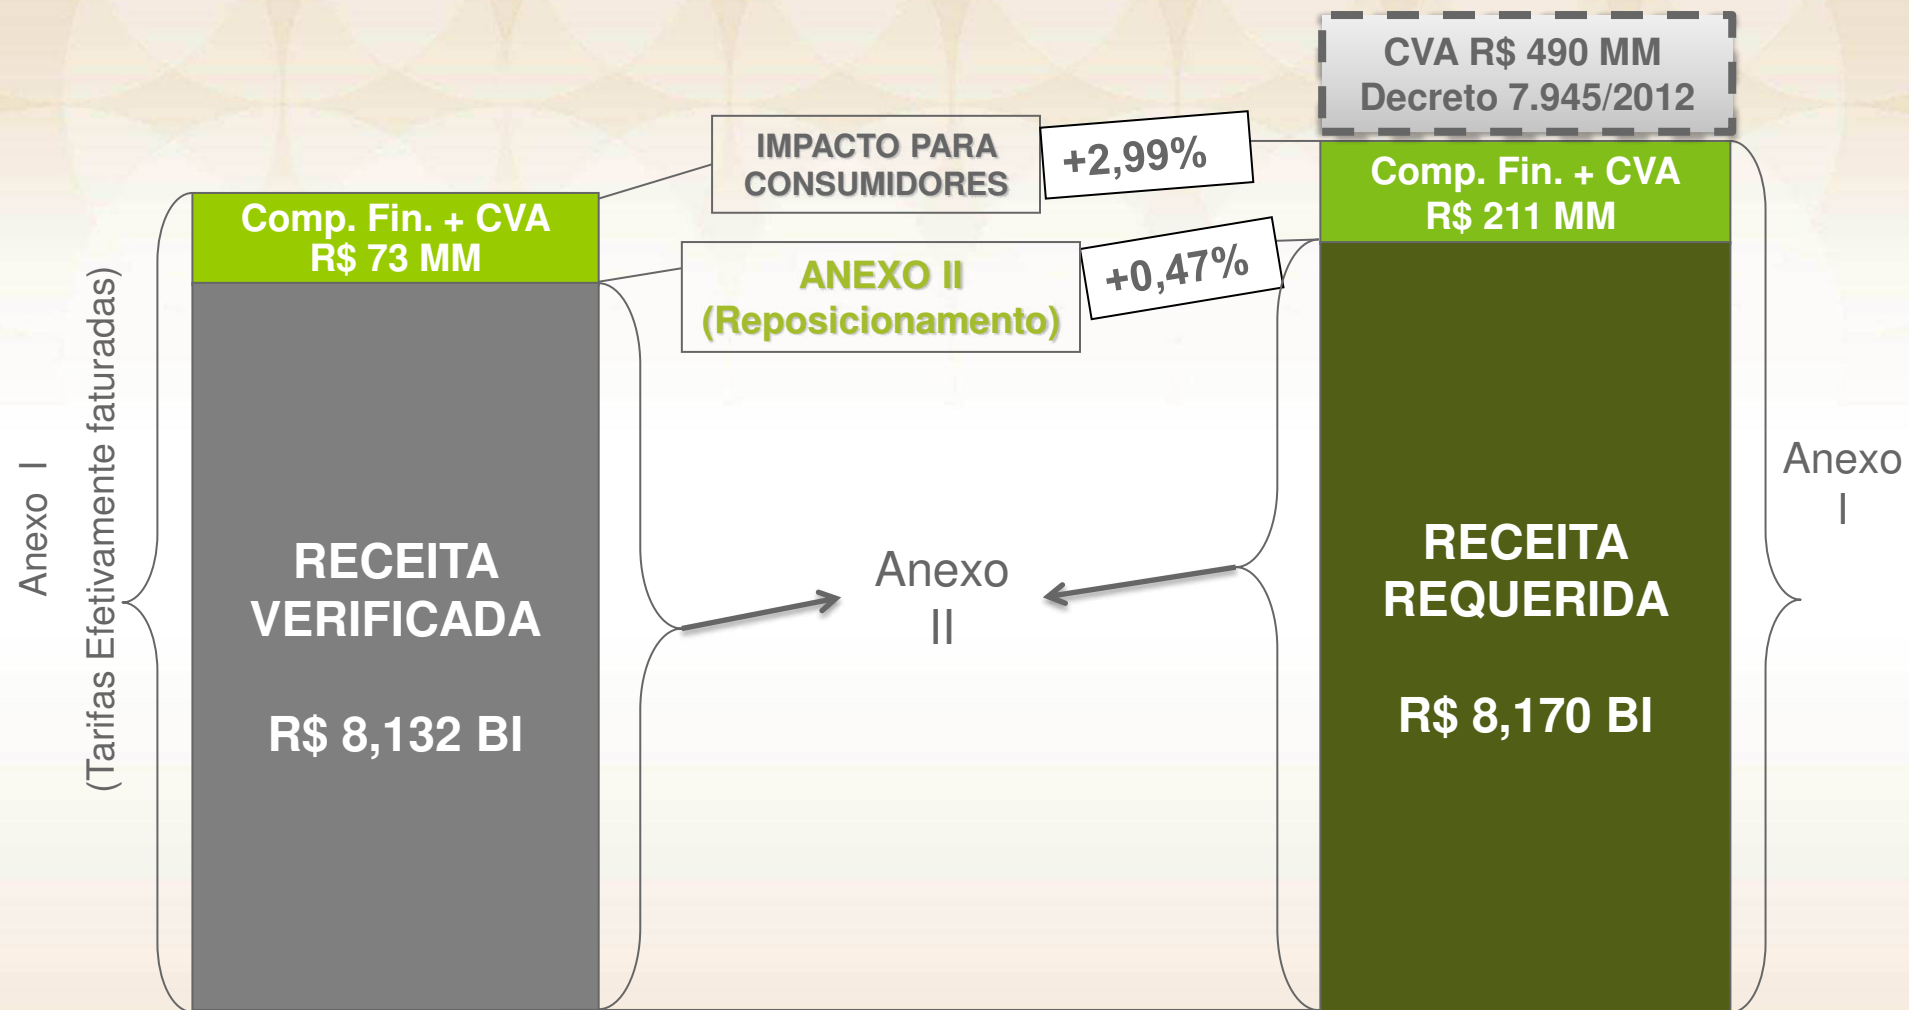 CVA R$ 490 MM
Decreto 7.945/2012
IMPACTO PARA
CONSUMIDORES
+2,99%
Comp. Fin. + CVA
R$ 211 MM
Comp. Fin. + CVA
R$ 73 MM
ANEXO II
(Reposicionamento)
+0,47%
Anexo I
(Tarifas Efetivamente faturadas)
RECEITA
VERIFICADA
R$ 8,132 BI
Anexo
II
RECEITA
REQUERIDA
R$ 8,170 BI
Anexo
I